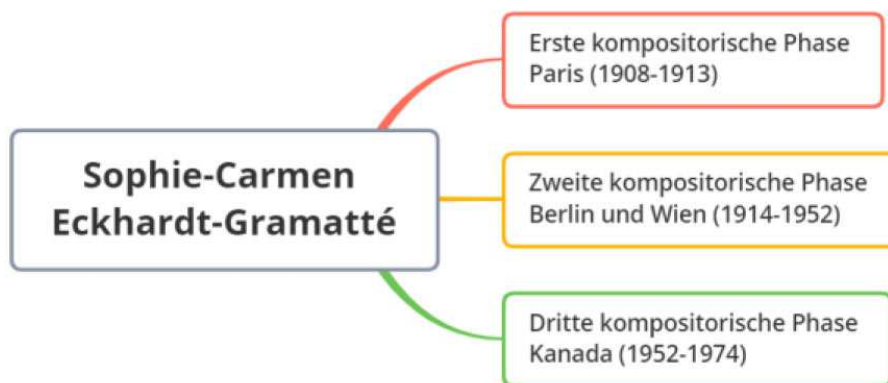 Sophie-Carmen
Eckhardt-Gramatté
Erste kompositorische Phase
Paris (1908-1913)
Zweite kompositorische Phase
Berlin und Wien (1914-1952)
Dritte kompositorische Phase
Kanada (1952-1974)